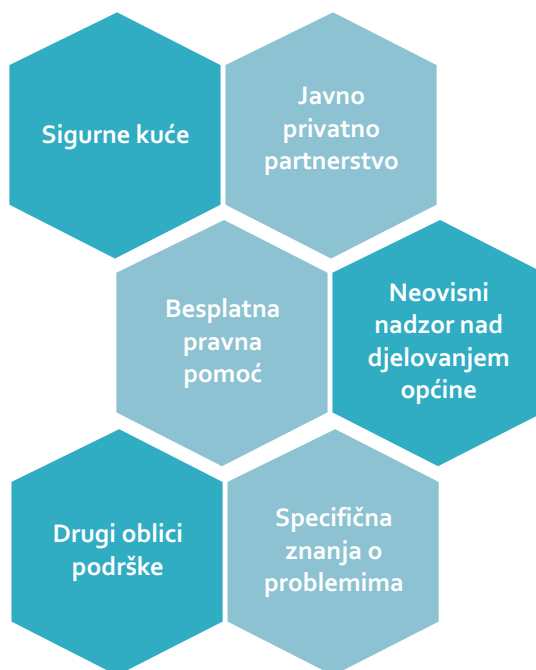 Sigurne kuće
Javno
privatno
partnerstvo
Besplatna
pravna
pomoć
Neovisni
nadzor nad
djelovanjem
općine
Drugi oblici
podrške
Specifična
znanja o
problemima